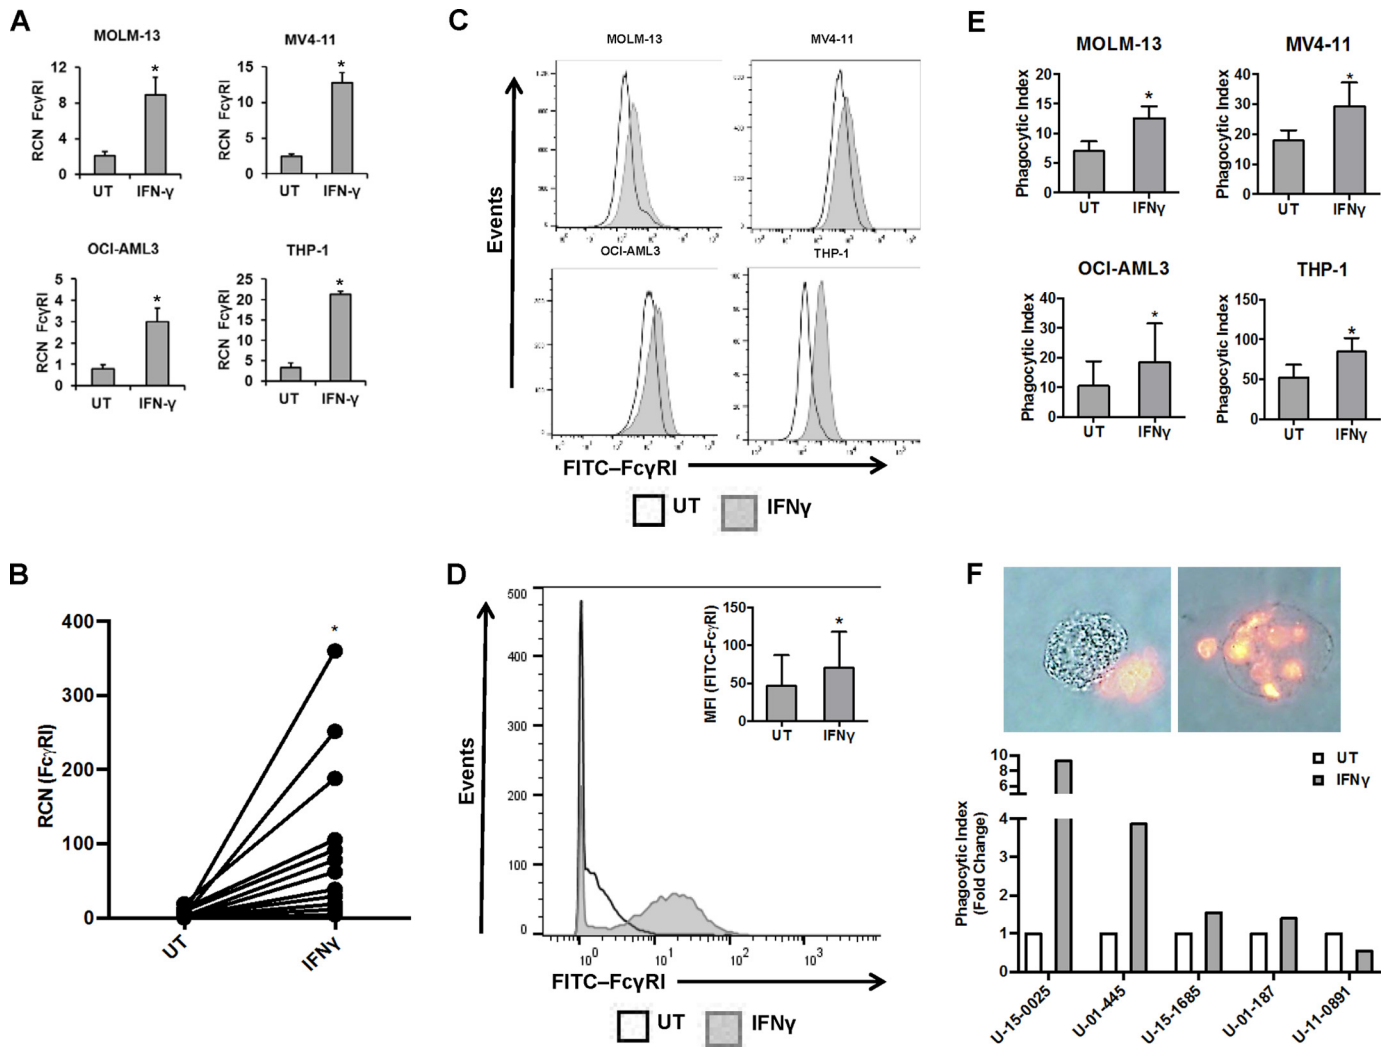 A
MOLM-13
RCN FcγRI
12
8
4
0
*
UT
IFN-γ
MV4-11
RCN FcγRI
15
10
5
0
*
UT
IFN-γ
OCI-AML3
RCN FcγRI
5
4
3
2
1
0
*
UT
IFN-γ
THP-1
RCN FcγRI
25
20
15
10
5
0
*
UT
IFN-γ
B
RCN (FcγRI)
400
300
200
100
0
*
UT
IFNγ
C
Events
MOLM-13
MV4-11
OCI-AML3
THP-1
FITC–FcγRI
UT
IFNγ
D
Events
500
400
300
200
100
0
10⁰
10¹
10²
10³
MFI (FITC–FcγRI)
150
100
50
0
*
UT
IFNγ
FITC–FcγRI
UT
IFNγ
E
MOLM-13
Phagocytic Index
20
15
10
5
0
*
UT
IFNγ
MV4-11
Phagocytic Index
40
30
20
10
0
*
UT
IFNγ
OCI-AML3
Phagocytic Index
40
30
20
10
0
*
UT
IFNγ
THP-1
Phagocytic Index
150
100
50
0
*
UT
IFNγ
F
UT
IFNγ
Phagocytic Index
(Fold Change)
10
8
6
4
2
1
0
U-15-0025
U-01-445
U-15-1685
U-01-187
U-11-0891